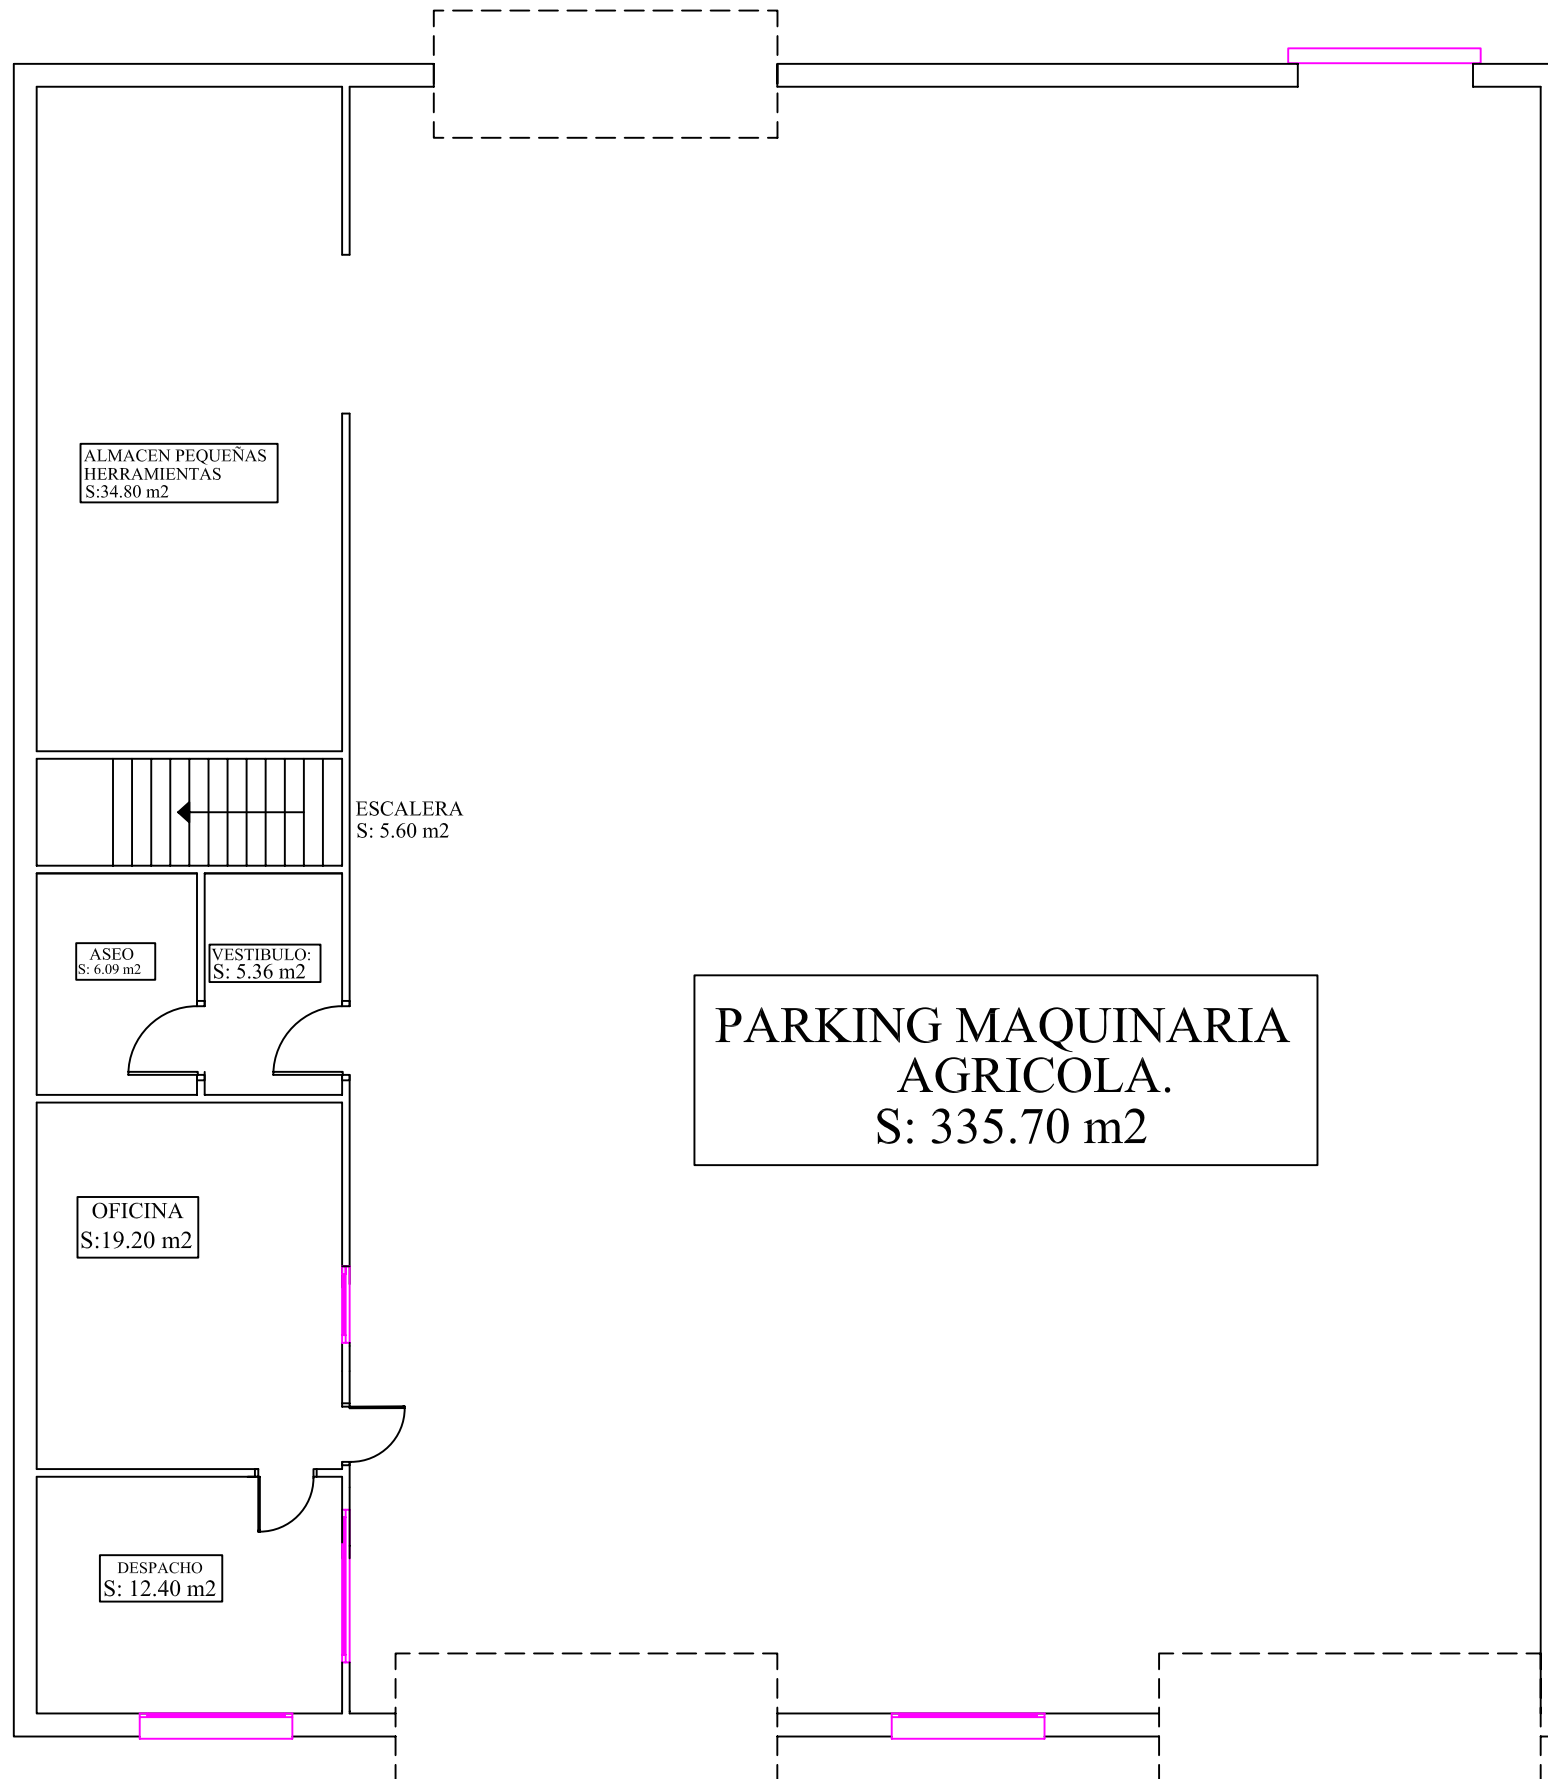 ALMACEN PEQUEÑAS
HERRAMIENTAS
S:34.80 m2
ESCALERA
S: 5.60 m2
ASEO
S: 6.09 m2
VESTIBULO:
S: 5.36 m2
PARKING MAQUINARIA
AGRICOLA.
S: 335.70 m2
OFICINA
S:19.20 m2
DESPACHO
S: 12.40 m2